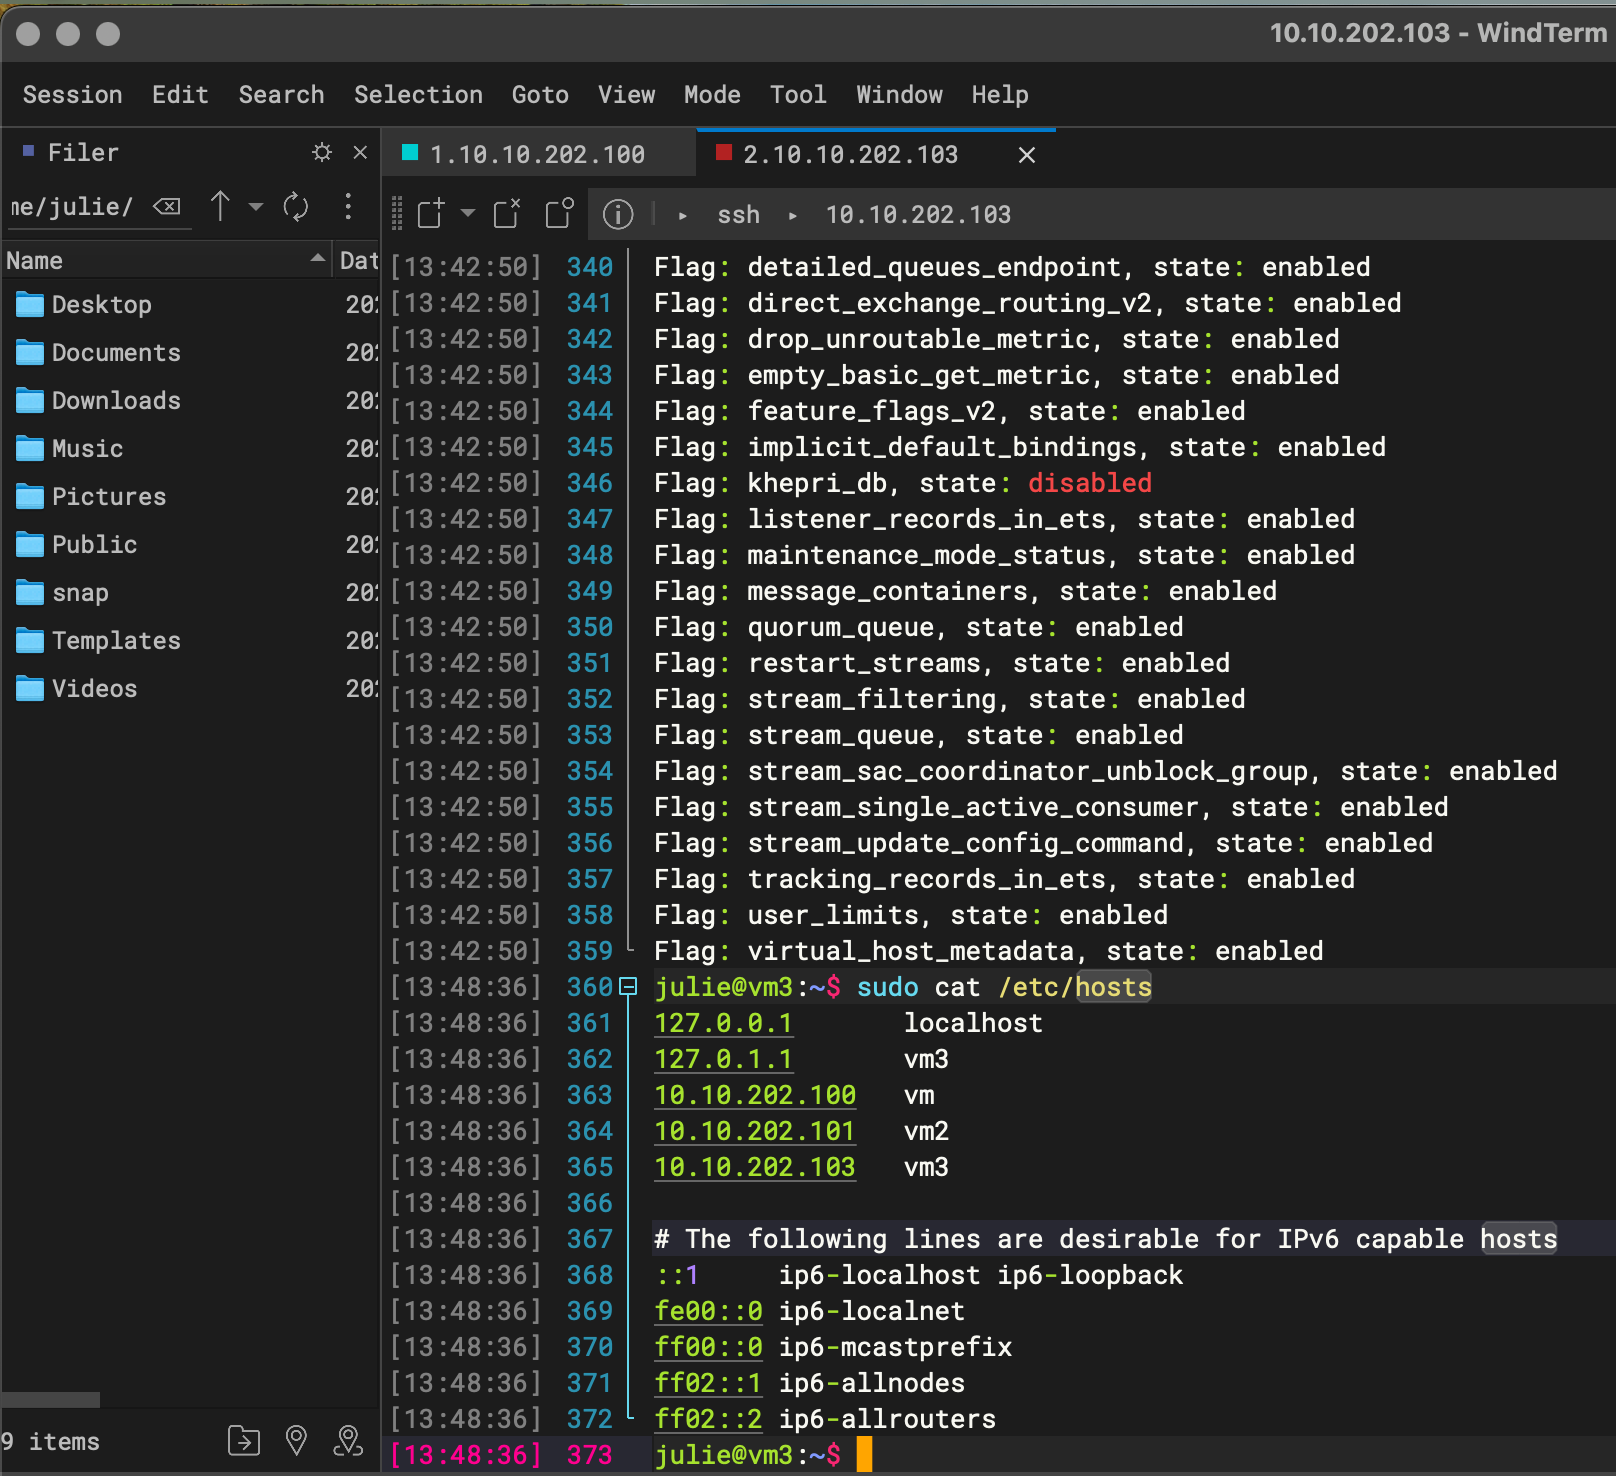 10.10.202.103 - WindTerm
Session Edit Search Selection Goto View Mode Tool Window Help
Filer
1.10.10.202.100
2.10.10.202.103
me/julie/
ssh 10.10.202.103
Name Dat
Desktop 202
Documents 202
Downloads 202
Music 202
Pictures 202
Public 202
snap 202
Templates 202
Videos 202
9 items
[13:42:50] 340 Flag: detailed_queues_endpoint, state: enabled
[13:42:50] 341 Flag: direct_exchange_routing_v2, state: enabled
[13:42:50] 342 Flag: drop_unroutable_metric, state: enabled
[13:42:50] 343 Flag: empty_basic_get_metric, state: enabled
[13:42:50] 344 Flag: feature_flags_v2, state: enabled
[13:42:50] 345 Flag: implicit_default_bindings, state: enabled
[13:42:50] 346 Flag: khepri_db, state: disabled
[13:42:50] 347 Flag: listener_records_in_ets, state: enabled
[13:42:50] 348 Flag: maintenance_mode_status, state: enabled
[13:42:50] 349 Flag: message_containers, state: enabled
[13:42:50] 350 Flag: quorum_queue, state: enabled
[13:42:50] 351 Flag: restart_streams, state: enabled
[13:42:50] 352 Flag: stream_filtering, state: enabled
[13:42:50] 353 Flag: stream_queue, state: enabled
[13:42:50] 354 Flag: stream_sac_coordinator_unblock_group, state: enabled
[13:42:50] 355 Flag: stream_single_active_consumer, state: enabled
[13:42:50] 356 Flag: stream_update_config_command, state: enabled
[13:42:50] 357 Flag: tracking_records_in_ets, state: enabled
[13:42:50] 358 Flag: user_limits, state: enabled
[13:42:50] 359 Flag: virtual_host_metadata, state: enabled
[13:48:36] 360 julie@vm3:~$ sudo cat /etc/hosts
[13:48:36] 361 127.0.0.1 localhost
[13:48:36] 362 127.0.1.1 vm3
[13:48:36] 363 10.10.202.100 vm
[13:48:36] 364 10.10.202.101 vm2
[13:48:36] 365 10.10.202.103 vm3
[13:48:36] 366
[13:48:36] 367 # The following lines are desirable for IPv6 capable hosts
[13:48:36] 368 ::1 ip6-localhost ip6-loopback
[13:48:36] 369 fe00::0 ip6-localnet
[13:48:36] 370 ff00::0 ip6-mcastprefix
[13:48:36] 371 ff02::1 ip6-allnodes
[13:48:36] 372 ff02::2 ip6-allrouters
[13:48:36] 373 julie@vm3:~$